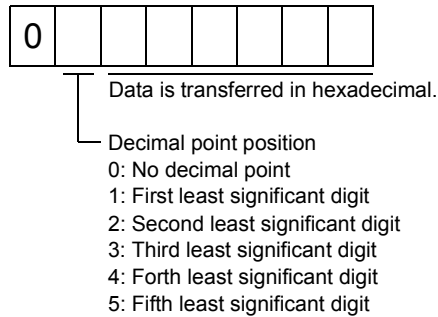 0
Data is transferred in hexadecimal.
Decimal point position
0: No decimal point
1: First least significant digit
2: Second least significant digit
3: Third least significant digit
4: Forth least significant digit
5: Fifth least significant digit